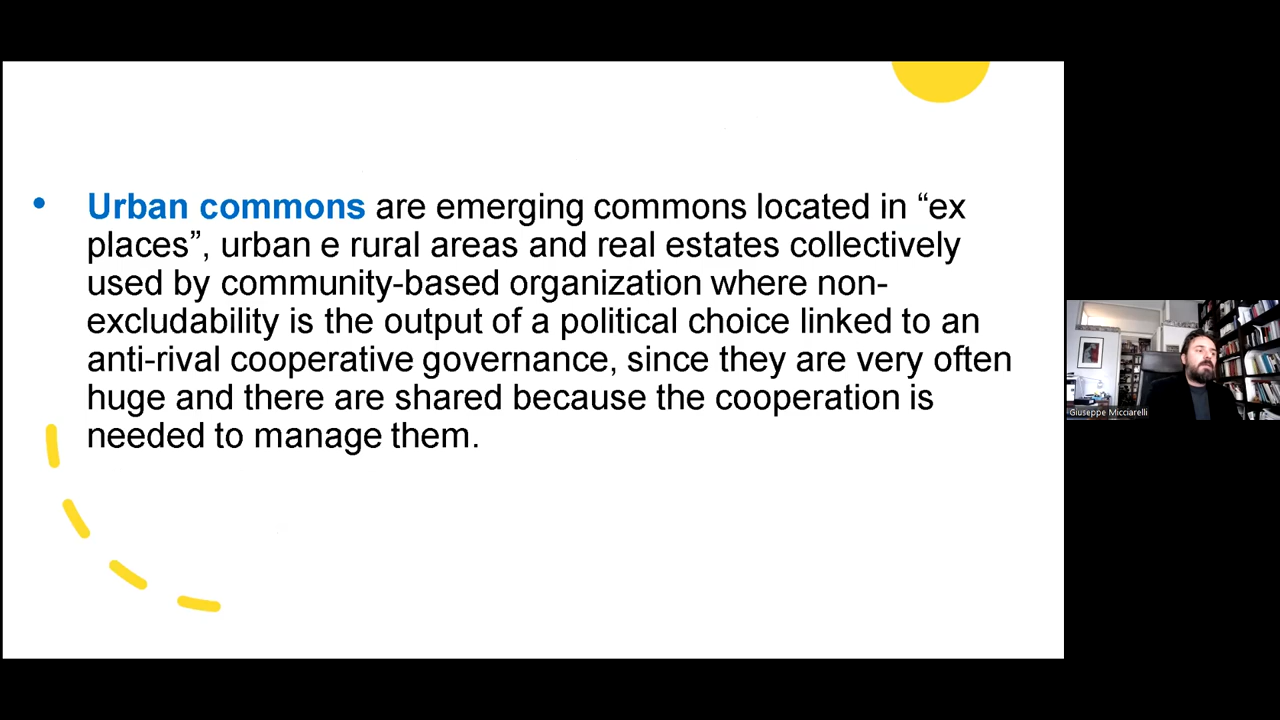 • Urban commons are emerging commons located in “ex
places”, urban e rural areas and real estates collectively
used by community-based organization where non-
excludability is the output of a political choice linked to an
anti-rival cooperative governance, since they are very often
huge and there are shared because the cooperation is
needed to manage them.
Giuseppe Micciarelli